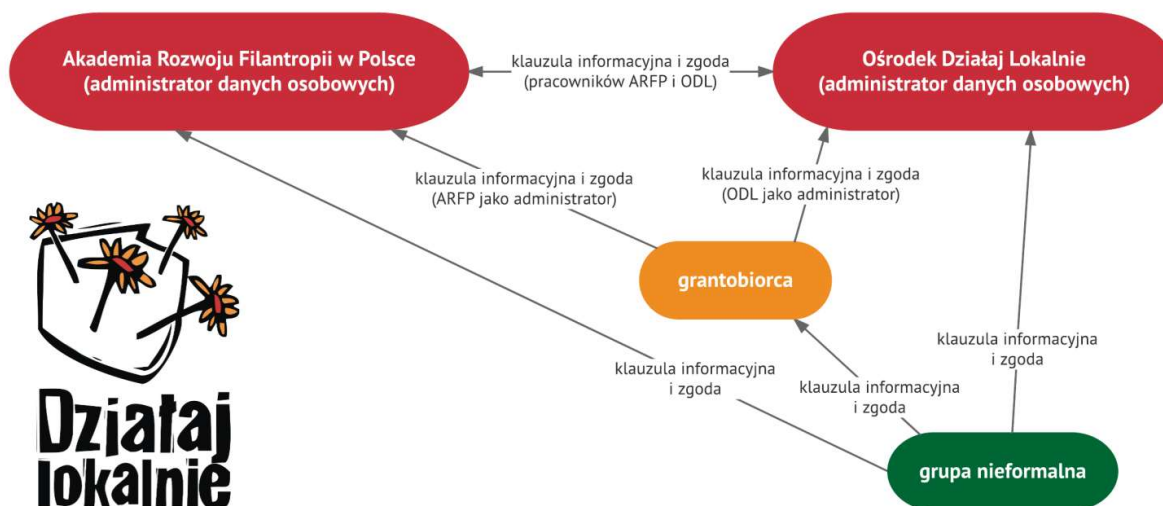 Akademia Rozwoju Filantropii w Polsce
(administrator danych osobowych)
klauzula informacyjna i zgoda
(pracowników ARFP i ODL)
Ośrodek Działaj Lokalnie
(administrator danych osobowych)
klauzula informacyjna i zgoda
(ARFP jako administrator)
klauzula informacyjna i zgoda
(ODL jako administrator)
grantobiorca
klauzula informacyjna
i zgoda
klauzula informacyjna
i zgoda
klauzula informacyjna
i zgoda
grupa nieformalna
Działaj
lokalnie